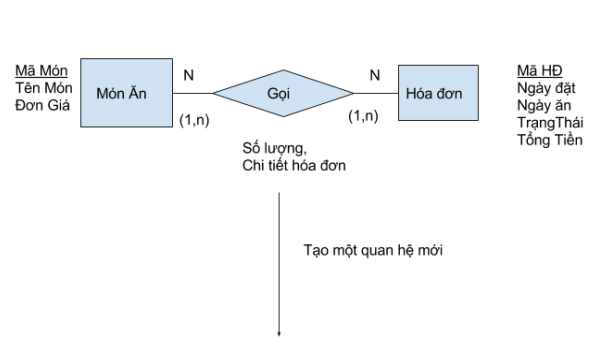 Mã Món
Tên Món
Đơn Giá
Món Ăn
N
(1,n)
Gọi
N
(1,n)
Hóa đơn
Mã HĐ
Ngày đặt
Ngày ăn
TrạngThái
Tổng Tiền
Số lượng,
Chi tiết hóa đơn
Tạo một quan hệ mới